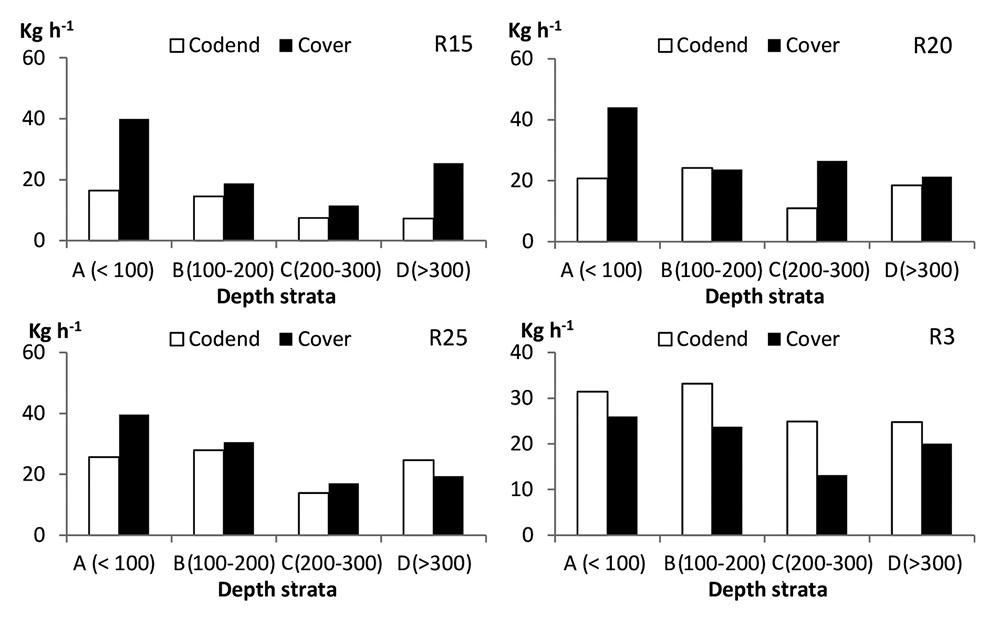 Kg h-1
Codend Cover R15
60
40
20
0
A (< 100) B(100-200) C(200-300) D(>300)
Depth strata
Kg h-1
Codend Cover R20
60
40
20
0
A (< 100) B(100-200) C(200-300) D(>300)
Depth strata
Kg h-1
Codend Cover R25
60
40
20
0
A (< 100) B(100-200) C(200-300) D(>300)
Depth strata
Kg h-1
Codend Cover R3
40
30
20
10
0
A (< 100) B(100-200) C(200-300) D(>300)
Depth strata